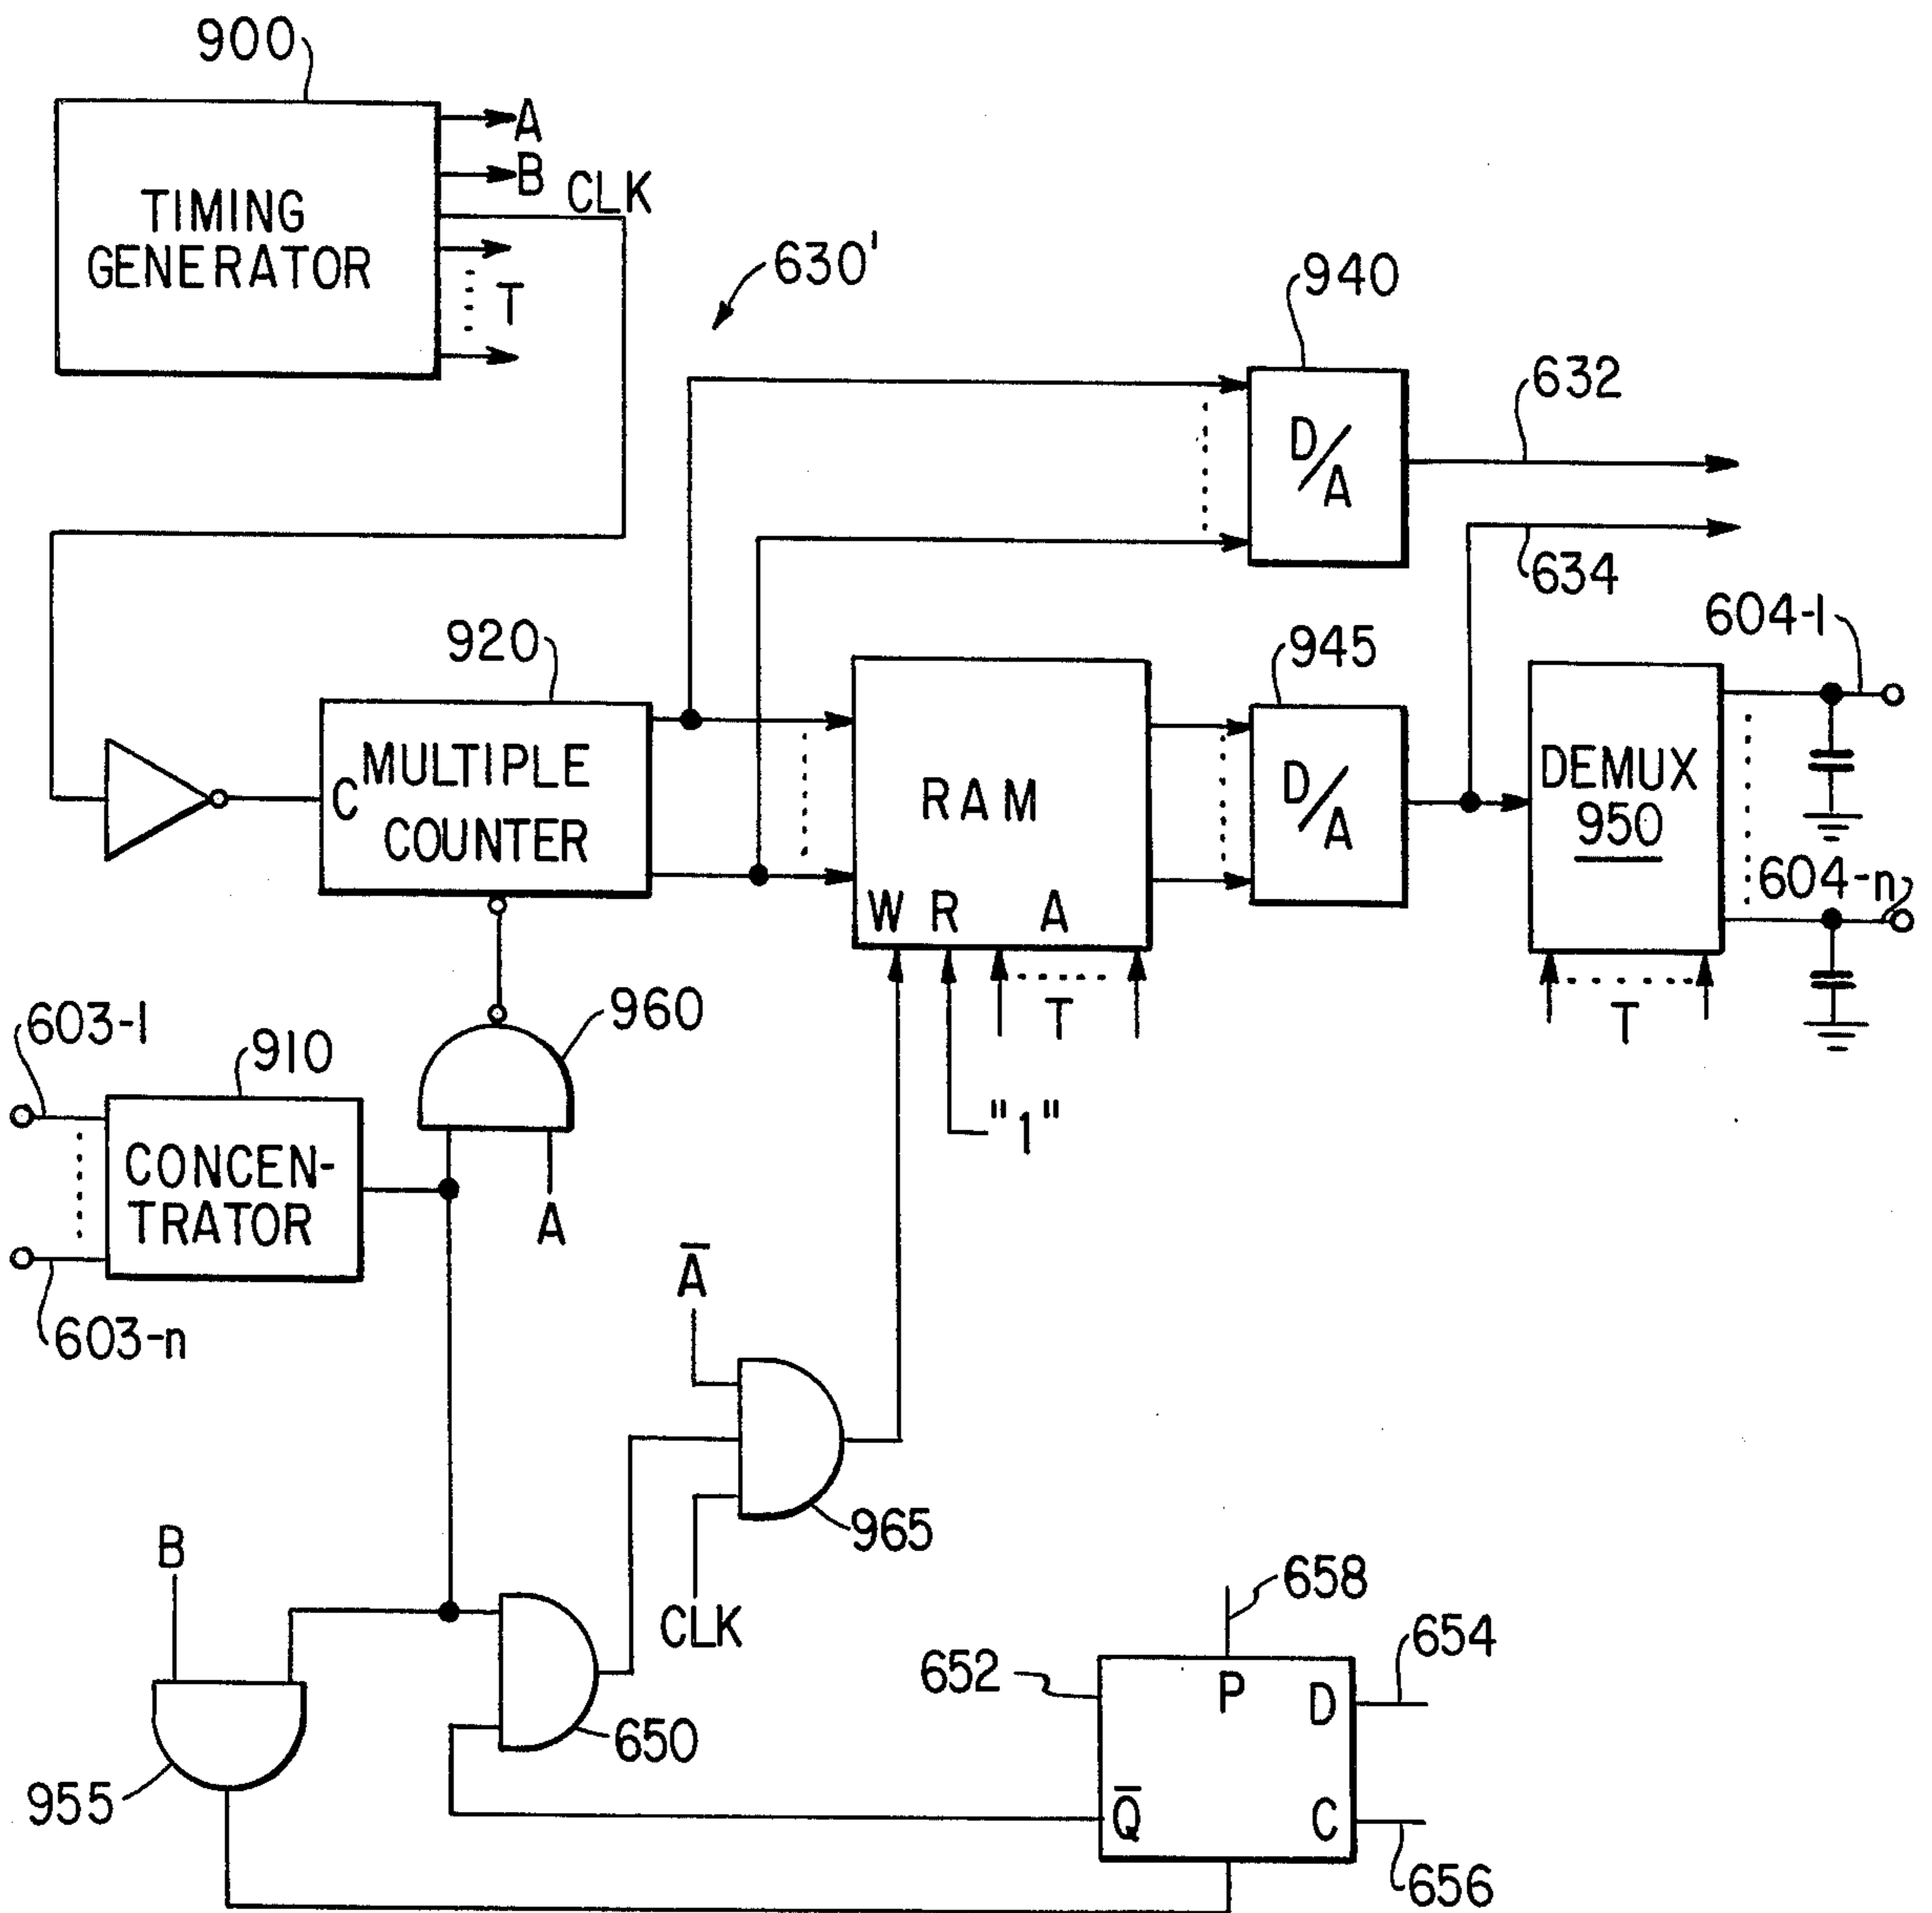 900
A
B
CLK
TIMING
GENERATOR
T
630'
940
632
D/A
634
604-1
920
945
MULTIPLE
C
COUNTER
RAM
D/A
DEMUX
950
604-n
W R A
603-1
910
960
T
T
"1"
CONCEN-
TRATOR
A
603-n
A̅
965
B
CLK
658
654
652
P
D
650
955
Q̅
C
656